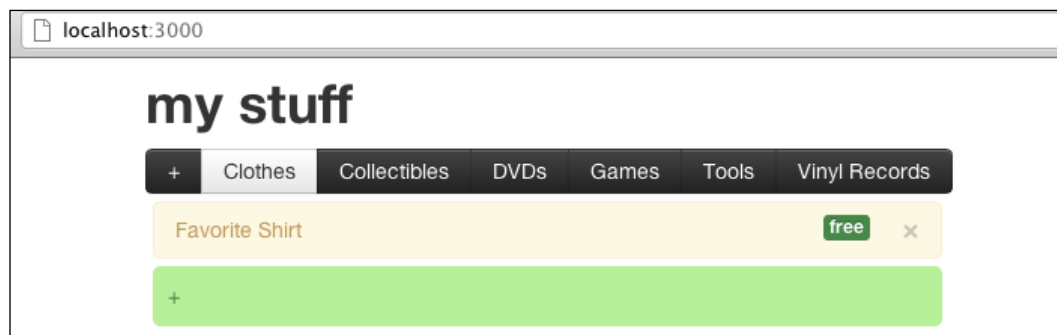 localhost:3000
my stuff
+ Clothes Collectibles DVDs Games Tools Vinyl Records
Favorite Shirt free ×
+